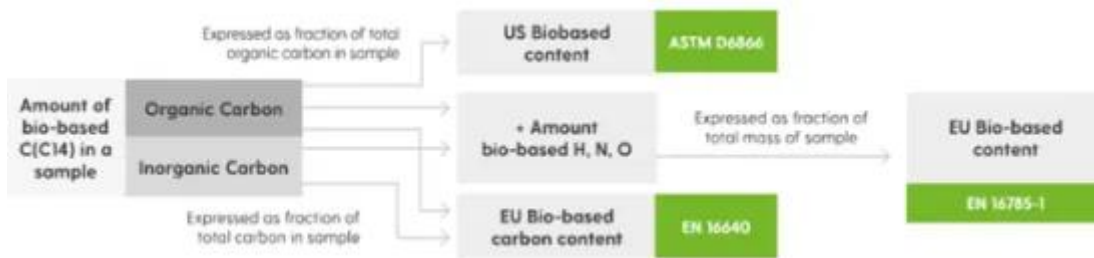 Expressed as fraction of total
organic carbon in sample
US Biobased
content
ASTM D6866
Amount of
bio-based
C(C14) in a
sample
Organic Carbon
Inorganic Carbon
+ Amount
bio-based H, N, O
Expressed as fraction of
total mass of sample
EU Bio-based
content
EN 16785-1
Expressed as fraction of
total carbon in sample
EU Bio-based
carbon content
EN 16640